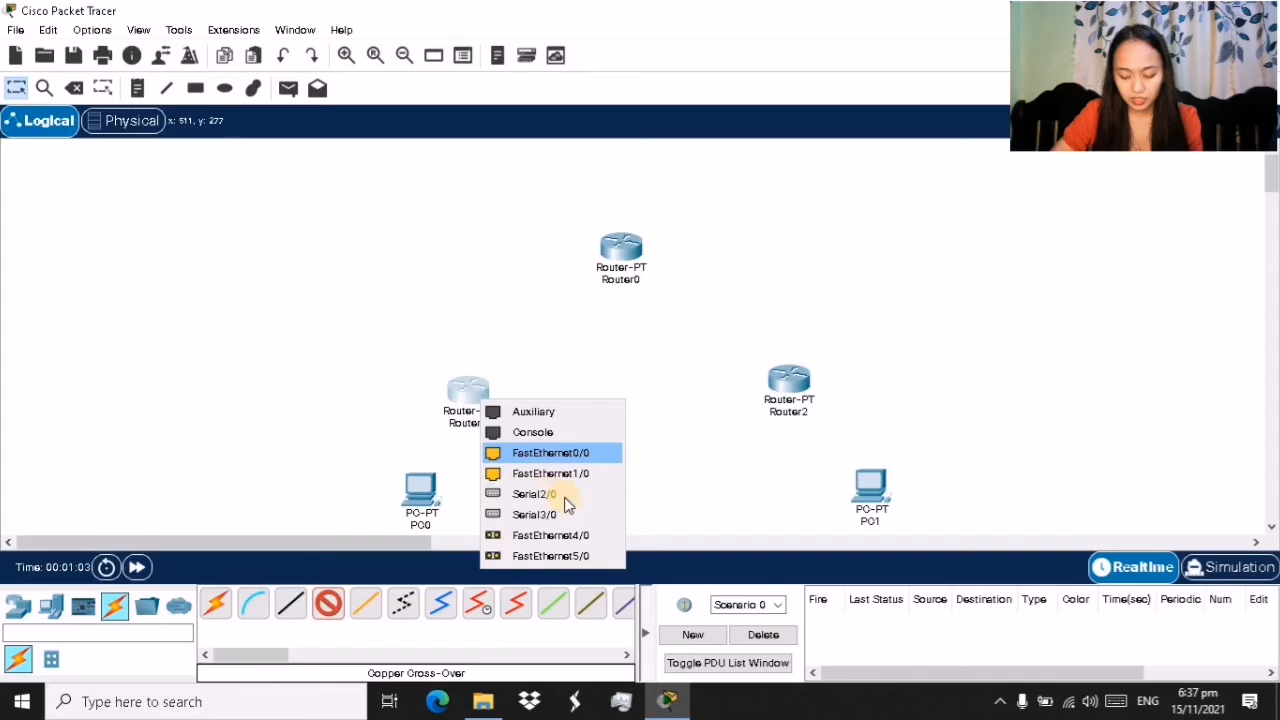 Cisco Packet Tracer
File Edit Options View Tools Extensions Window Help
Logical Physical x: 511, y: 277
Router-PT
Router0
Router-
Router
Auxiliary
Console
FastEthernet0/0
FastEthernet1/0
Serial2/0
Serial3/0
FastEthernet4/0
FastEthernet5/0
Router-PT
Router2
PC-PT
PC0
PC-PT
PC1
Time: 00:01:03
Realtime Simulation
Scenario 0
New Delete
Toggle PDU List Window
Fire Last Status Source Destination Type Color Time(sec) Periodic Num Edit
Copper Cross-Over
Type here to search
ENG
6:37 pm
15/11/2021